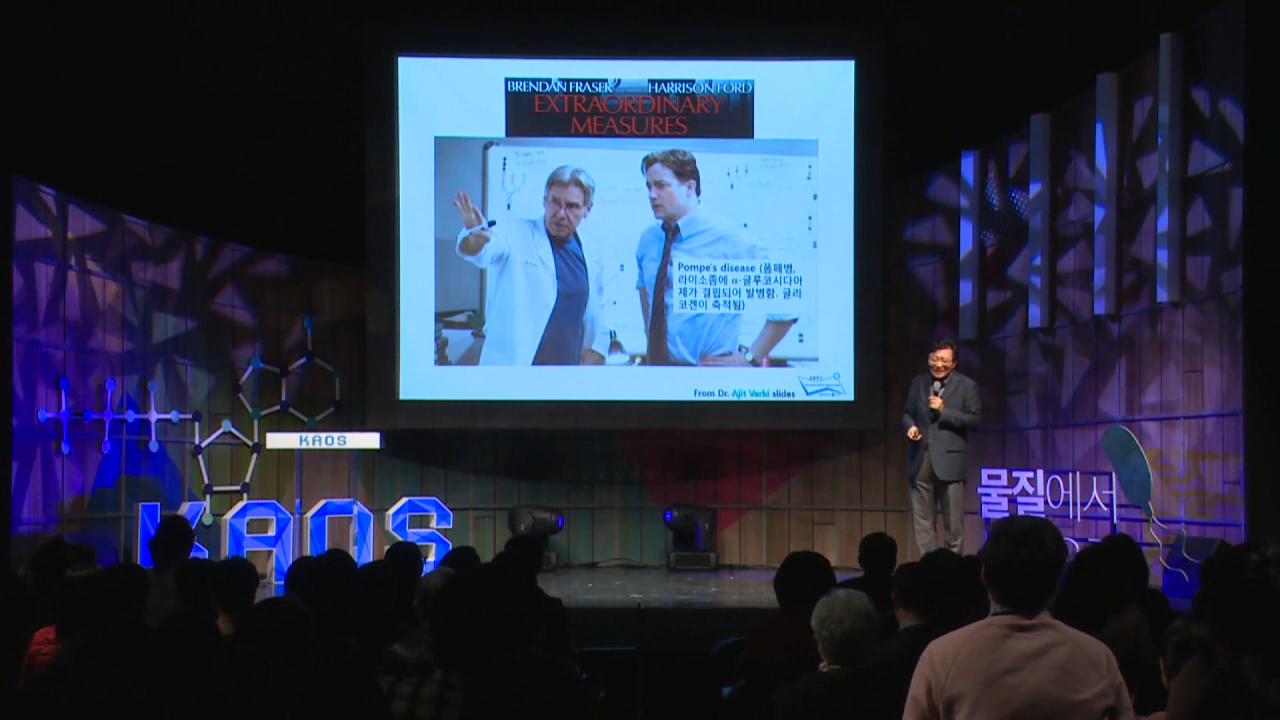 BRENDAN FRASER HARRISON FORD
EXTRAORDINARY
MEASURES
Pompe's disease (폼페병,
라이소좀에 α-글루코시다아
제가 결핍되어 발병함. 글리
코겐이 축적됨)
From Dr. Ajit Varki slides
KAOS
KAOS
물질에서